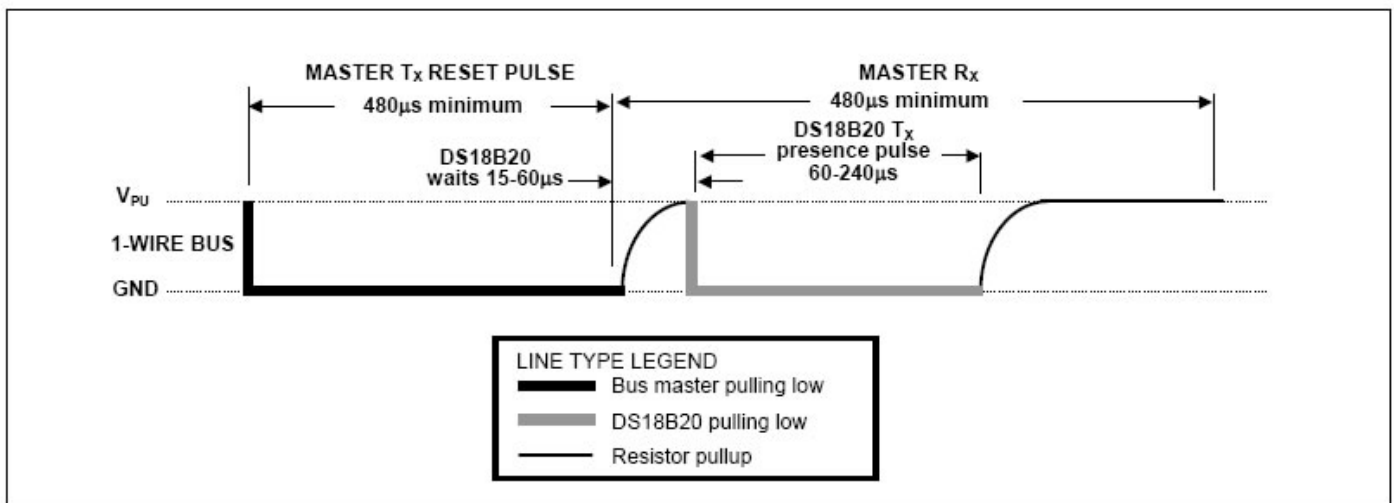 MASTER TX RESET PULSE
480µs minimum
MASTER RX
480µs minimum
DS18B20
waits 15-60µs
DS18B20 TX
presence pulse
60-240µs
VPU
1-WIRE BUS
GND
LINE TYPE LEGEND
Bus master pulling low
DS18B20 pulling low
Resistor pullup